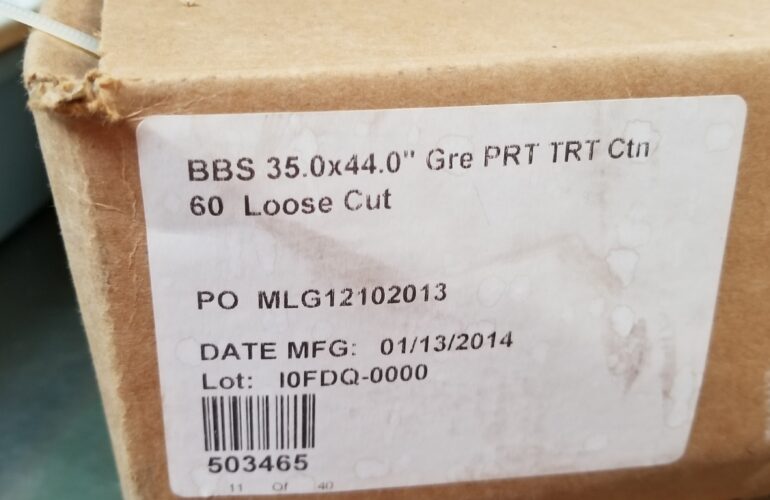 BBS 35.0x44.0" Gre PRT TRT Ctn
60 Loose Cut
PO MLG12102013
DATE MFG: 01/13/2014
Lot: I0FDQ-0000
503465
11 Of 40